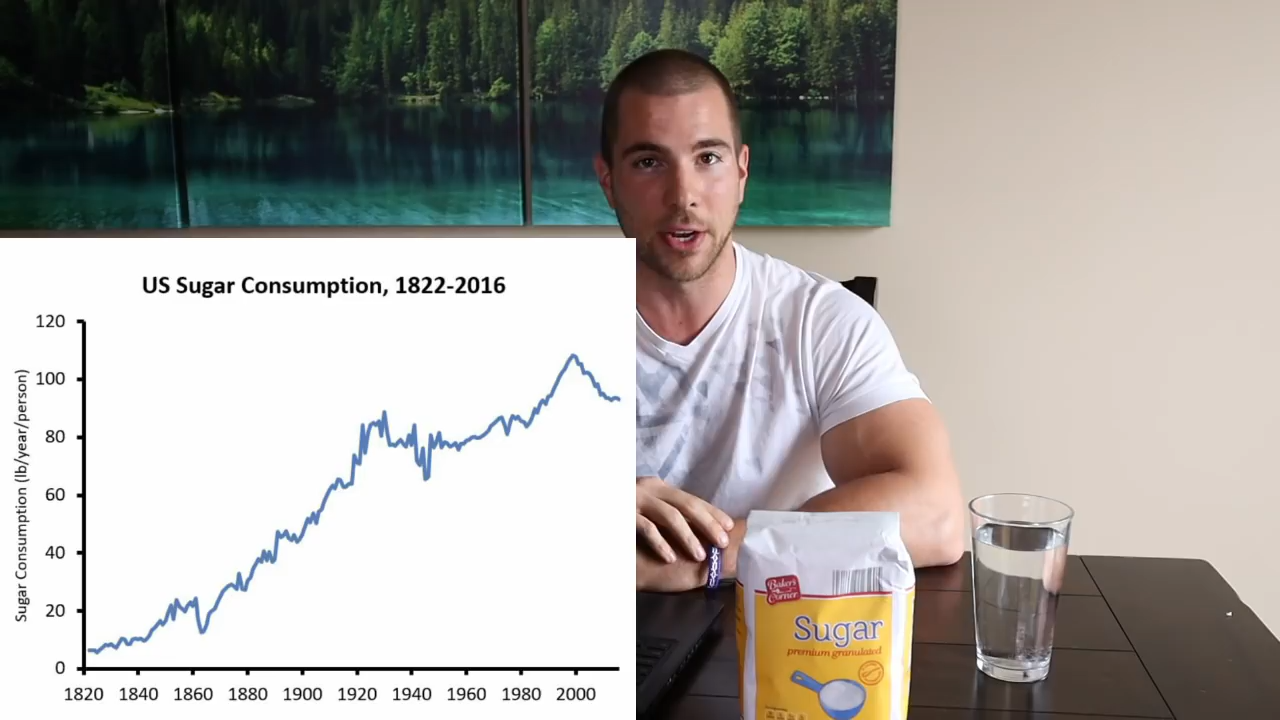 US Sugar Consumption, 1822-2016
120
100
80
60
40
20
0
Sugar Consumption (lb/year/person)
1820 1840 1860 1880 1900 1920 1940 1960 1980 2000
Baker's
Corner
Sugar
premium granulated